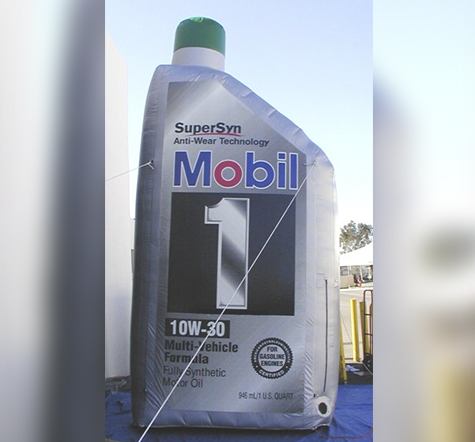 SuperSyn
Anti-Wear Technology
Mobil
1
10W-30
Multi-Vehicle
Formula
Fully Synthetic
Motor Oil
FOR
GASOLINE
ENGINES
CERTIFIED
946 mL/1 U.S. QUART